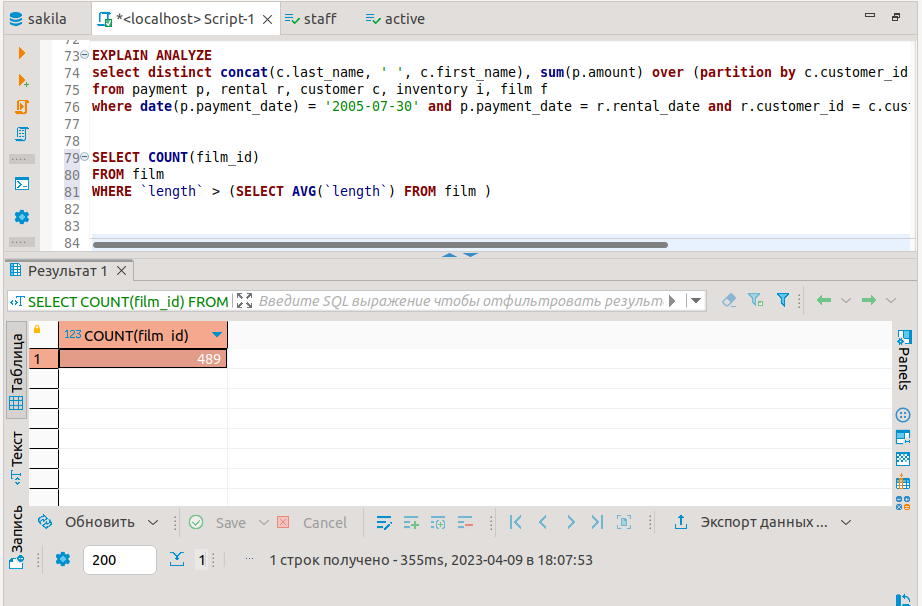 sakila
*<localhost> Script-1
staff
active
72
73 EXPLAIN ANALYZE
74 select distinct concat(c.last_name, ' ', c.first_name), sum(p.amount) over (partition by c.customer_id
75 from payment p, rental r, customer c, inventory i, film f
76 where date(p.payment_date) = '2005-07-30' and p.payment_date = r.rental_date and r.customer_id = c.cust
77
78
79 SELECT COUNT(film_id)
80 FROM film
81 WHERE `length` > (SELECT AVG(`length`) FROM film )
82
83
84
Результат 1
SELECT COUNT(film_id) FROM
Введите SQL выражение чтобы отфильтровать результ
Таблица
123 COUNT(film_id)
1 489
Panels
Текст
Запись
Обновить
Save
Cancel
Экспорт данных ...
200
1
1 строк получено - 355ms, 2023-04-09 в 18:07:53